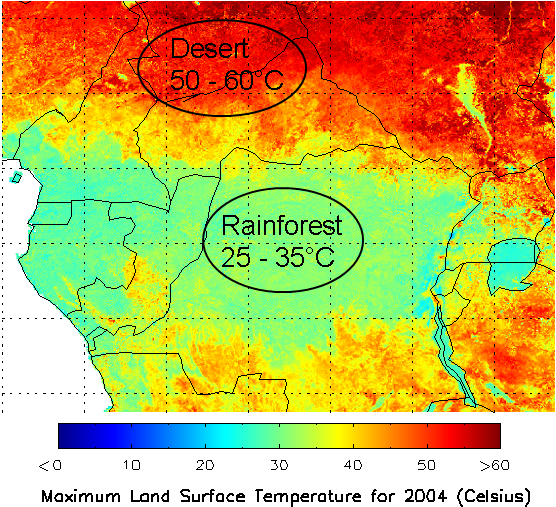 Desert
50 - 60°C
Rainforest
25 - 35°C
<0 10 20 30 40 50 >60
Maximum Land Surface Temperature for 2004 (Celsius)